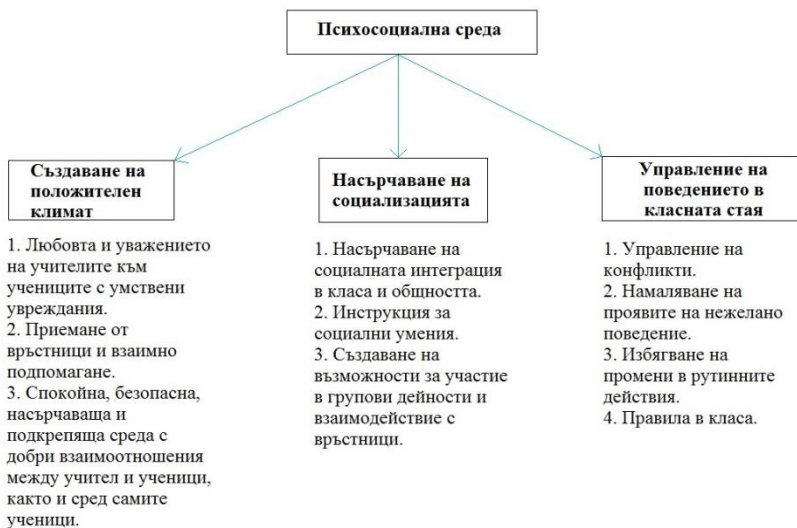 Психосоциална среда
Създаване на
положителен
климат
1. Любовта и уважението
на учителите към
учениците с умствени
увреждания.
2. Приемане от
връстници и взаимно
подпомагане.
3. Спокойна, безопасна,
насърчаваща и
подкрепяща среда с
добри взаимоотношения
между учител и ученици,
както и сред самите
ученици.
Насърчаване на
социализацията
1. Насърчаване на
социалната интеграция
в класа и общността.
2. Инструкция за
социални умения.
3. Създаване на
възможности за участие
в групови дейности и
взаимодействие с
връстници.
Управление на
поведението в
класната стая
1. Управление на
конфликти.
2. Намаляване на
проявите на нежелано
поведение.
3. Избягване на
промени в рутинните
действия.
4. Правила в класа.